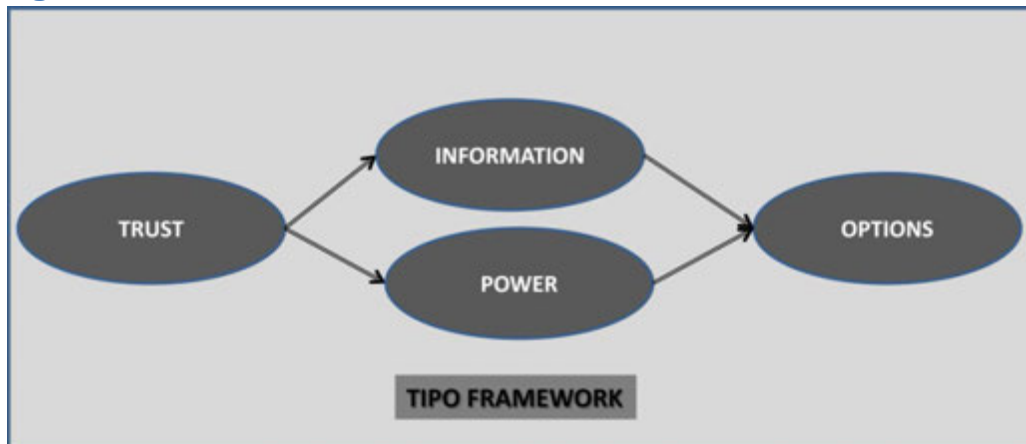 INFORMATION
TRUST
OPTIONS
POWER
TIPO FRAMEWORK